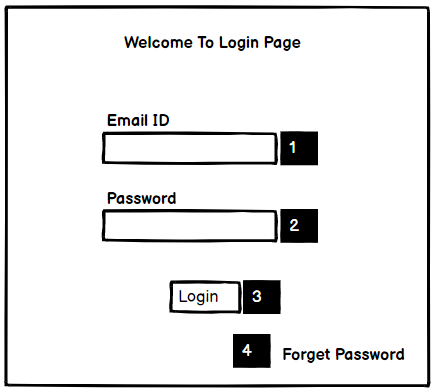 Welcome To Login Page
Email ID
1
Password
2
Login 3
4 Forget Password